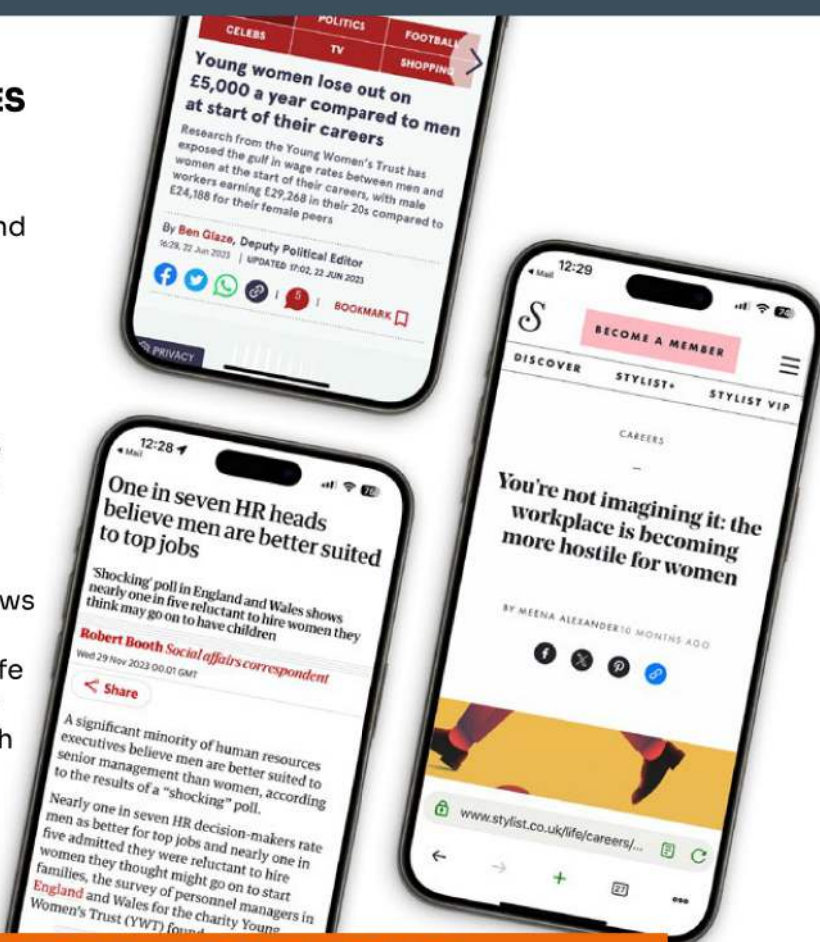 ES
nd
ws
fe
h
CELEBS
POLITICS
TV
FOOTBALL
SHOPPING
Young women lose out on
£5,000 a year compared to men
at start of their careers
Research from the Young Women's Trust has
exposed the gulf in wage rates between men and
women at the start of their careers, with male
workers earning £29,268 in their 20s compared to
£24,188 for their female peers
By Ben Glaze, Deputy Political Editor
16:29, 22 Jun 2023 | UPDATED 17:02, 22 JUN 2023
5
BOOKMARK
PRIVACY
12:28
Mail
One in seven HR heads
believe men are better suited
to top jobs
'Shocking' poll in England and Wales shows
nearly one in five reluctant to hire women they
think may go on to have children
Robert Booth Social affairs correspondent
Wed 29 Nov 2023 00.01 GMT
Share
A significant minority of human resources
executives believe men are better suited to
senior management than women, according
to the results of a “shocking” poll.
Nearly one in seven HR decision-makers rate
men as better for top jobs and nearly one in
five admitted they were reluctant to hire
women they thought might go on to start
families, the survey of personnel managers in
England and Wales for the charity Young
Women's Trust (YWT) found
12:29
Mail
S
BECOME A MEMBER
DISCOVER
STYLIST+
STYLIST VIP
CAREERS
–
You're not imagining it: the
workplace is becoming
more hostile for women
BY MEENA ALEXANDER 10 MONTHS AGO
www.stylist.co.uk/life/careers/...
27